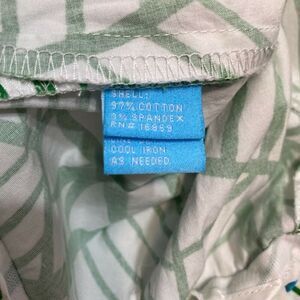 SHELL:
97% COTTON
3% SPANDEX
RN# 16869
COOL IRON
AS NEEDED.